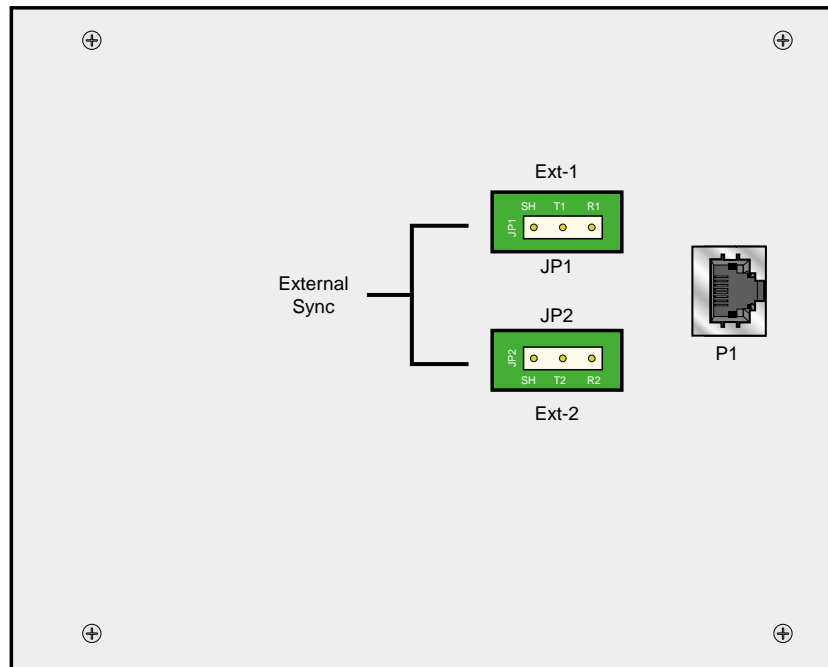 Ext-1
SH T1 R1
JP1
JP1
External
Sync
JP2
JP2
SH T2 R2
Ext-2
P1